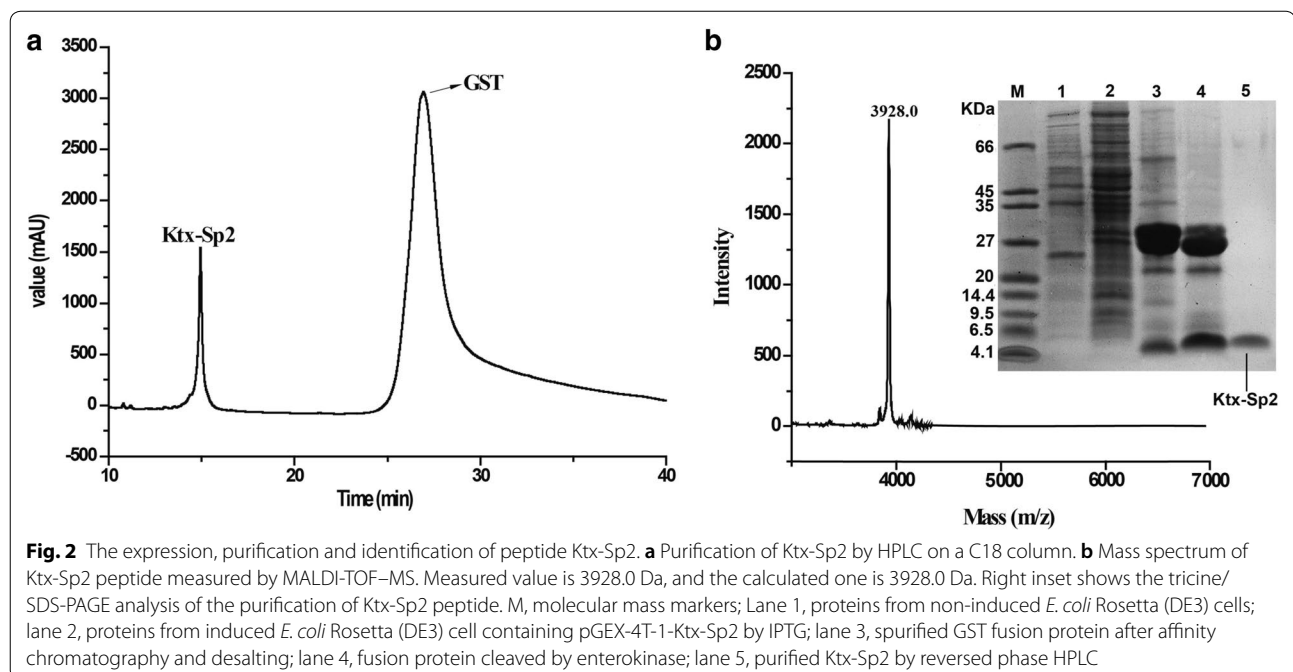 a
3500
3000
2500
2000
1500
1000
500
0
-500
value (mAU)
Ktx-Sp2
GST
10 20 30 40
Time (min)
b
2500
2000
1500
1000
500
0
Intensity
3928.0
4000 5000 6000 7000
Mass (m/z)
M 1 2 3 4 5
KDa
66
45
35
27
20
14.4
9.5
6.5
4.1
Ktx-Sp2
Fig. 2 The expression, purification and identification of peptide Ktx-Sp2. a Purification of Ktx-Sp2 by HPLC on a C18 column. b Mass spectrum of
Ktx-Sp2 peptide measured by MALDI-TOF–MS. Measured value is 3928.0 Da, and the calculated one is 3928.0 Da. Right inset shows the tricine/
SDS-PAGE analysis of the purification of Ktx-Sp2 peptide. M, molecular mass markers; Lane 1, proteins from non-induced E. coli Rosetta (DE3) cells;
lane 2, proteins from induced E. coli Rosetta (DE3) cell containing pGEX-4T-1-Ktx-Sp2 by IPTG; lane 3, spurified GST fusion protein after affinity
chromatography and desalting; lane 4, fusion protein cleaved by enterokinase; lane 5, purified Ktx-Sp2 by reversed phase HPLC